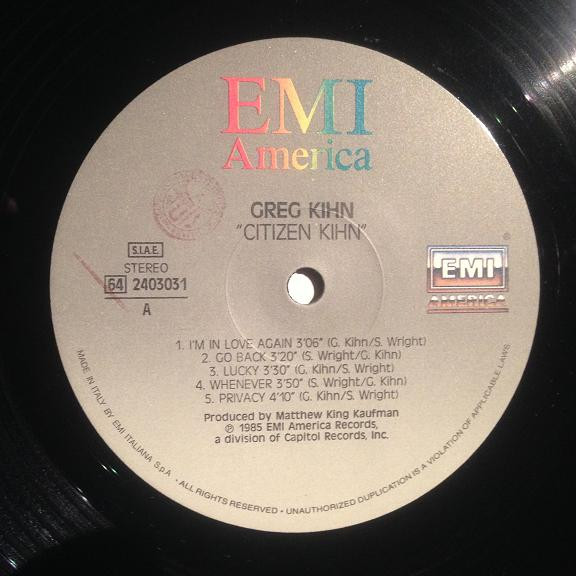 EMI
America
GREG KIHN
"CITIZEN KIHN"
®
S.I.A.E.
STEREO
64 2403031
A
EMI
AMERICA
1. I'M IN LOVE AGAIN 3'06" (G. Kihn/S. Wright)
2. GO BACK 3'20" (S. Wright/G. Kihn)
3. LUCKY 3'30" (G. Kihn/S. Wright)
4. WHENEVER 3'50" (S. Wright/G. Kihn)
5. PRIVACY 4'10" (G. Kihn/S. Wright)
Produced by Matthew King Kaufman
℗ 1985 EMI America Records,
a division of Capitol Records, Inc.
MADE IN ITALY BY EMI ITALIANA S.p.A. • ALL RIGHTS RESERVED • UNAUTHORIZED DUPLICATION IS A VIOLATION OF APPLICABLE LAWS